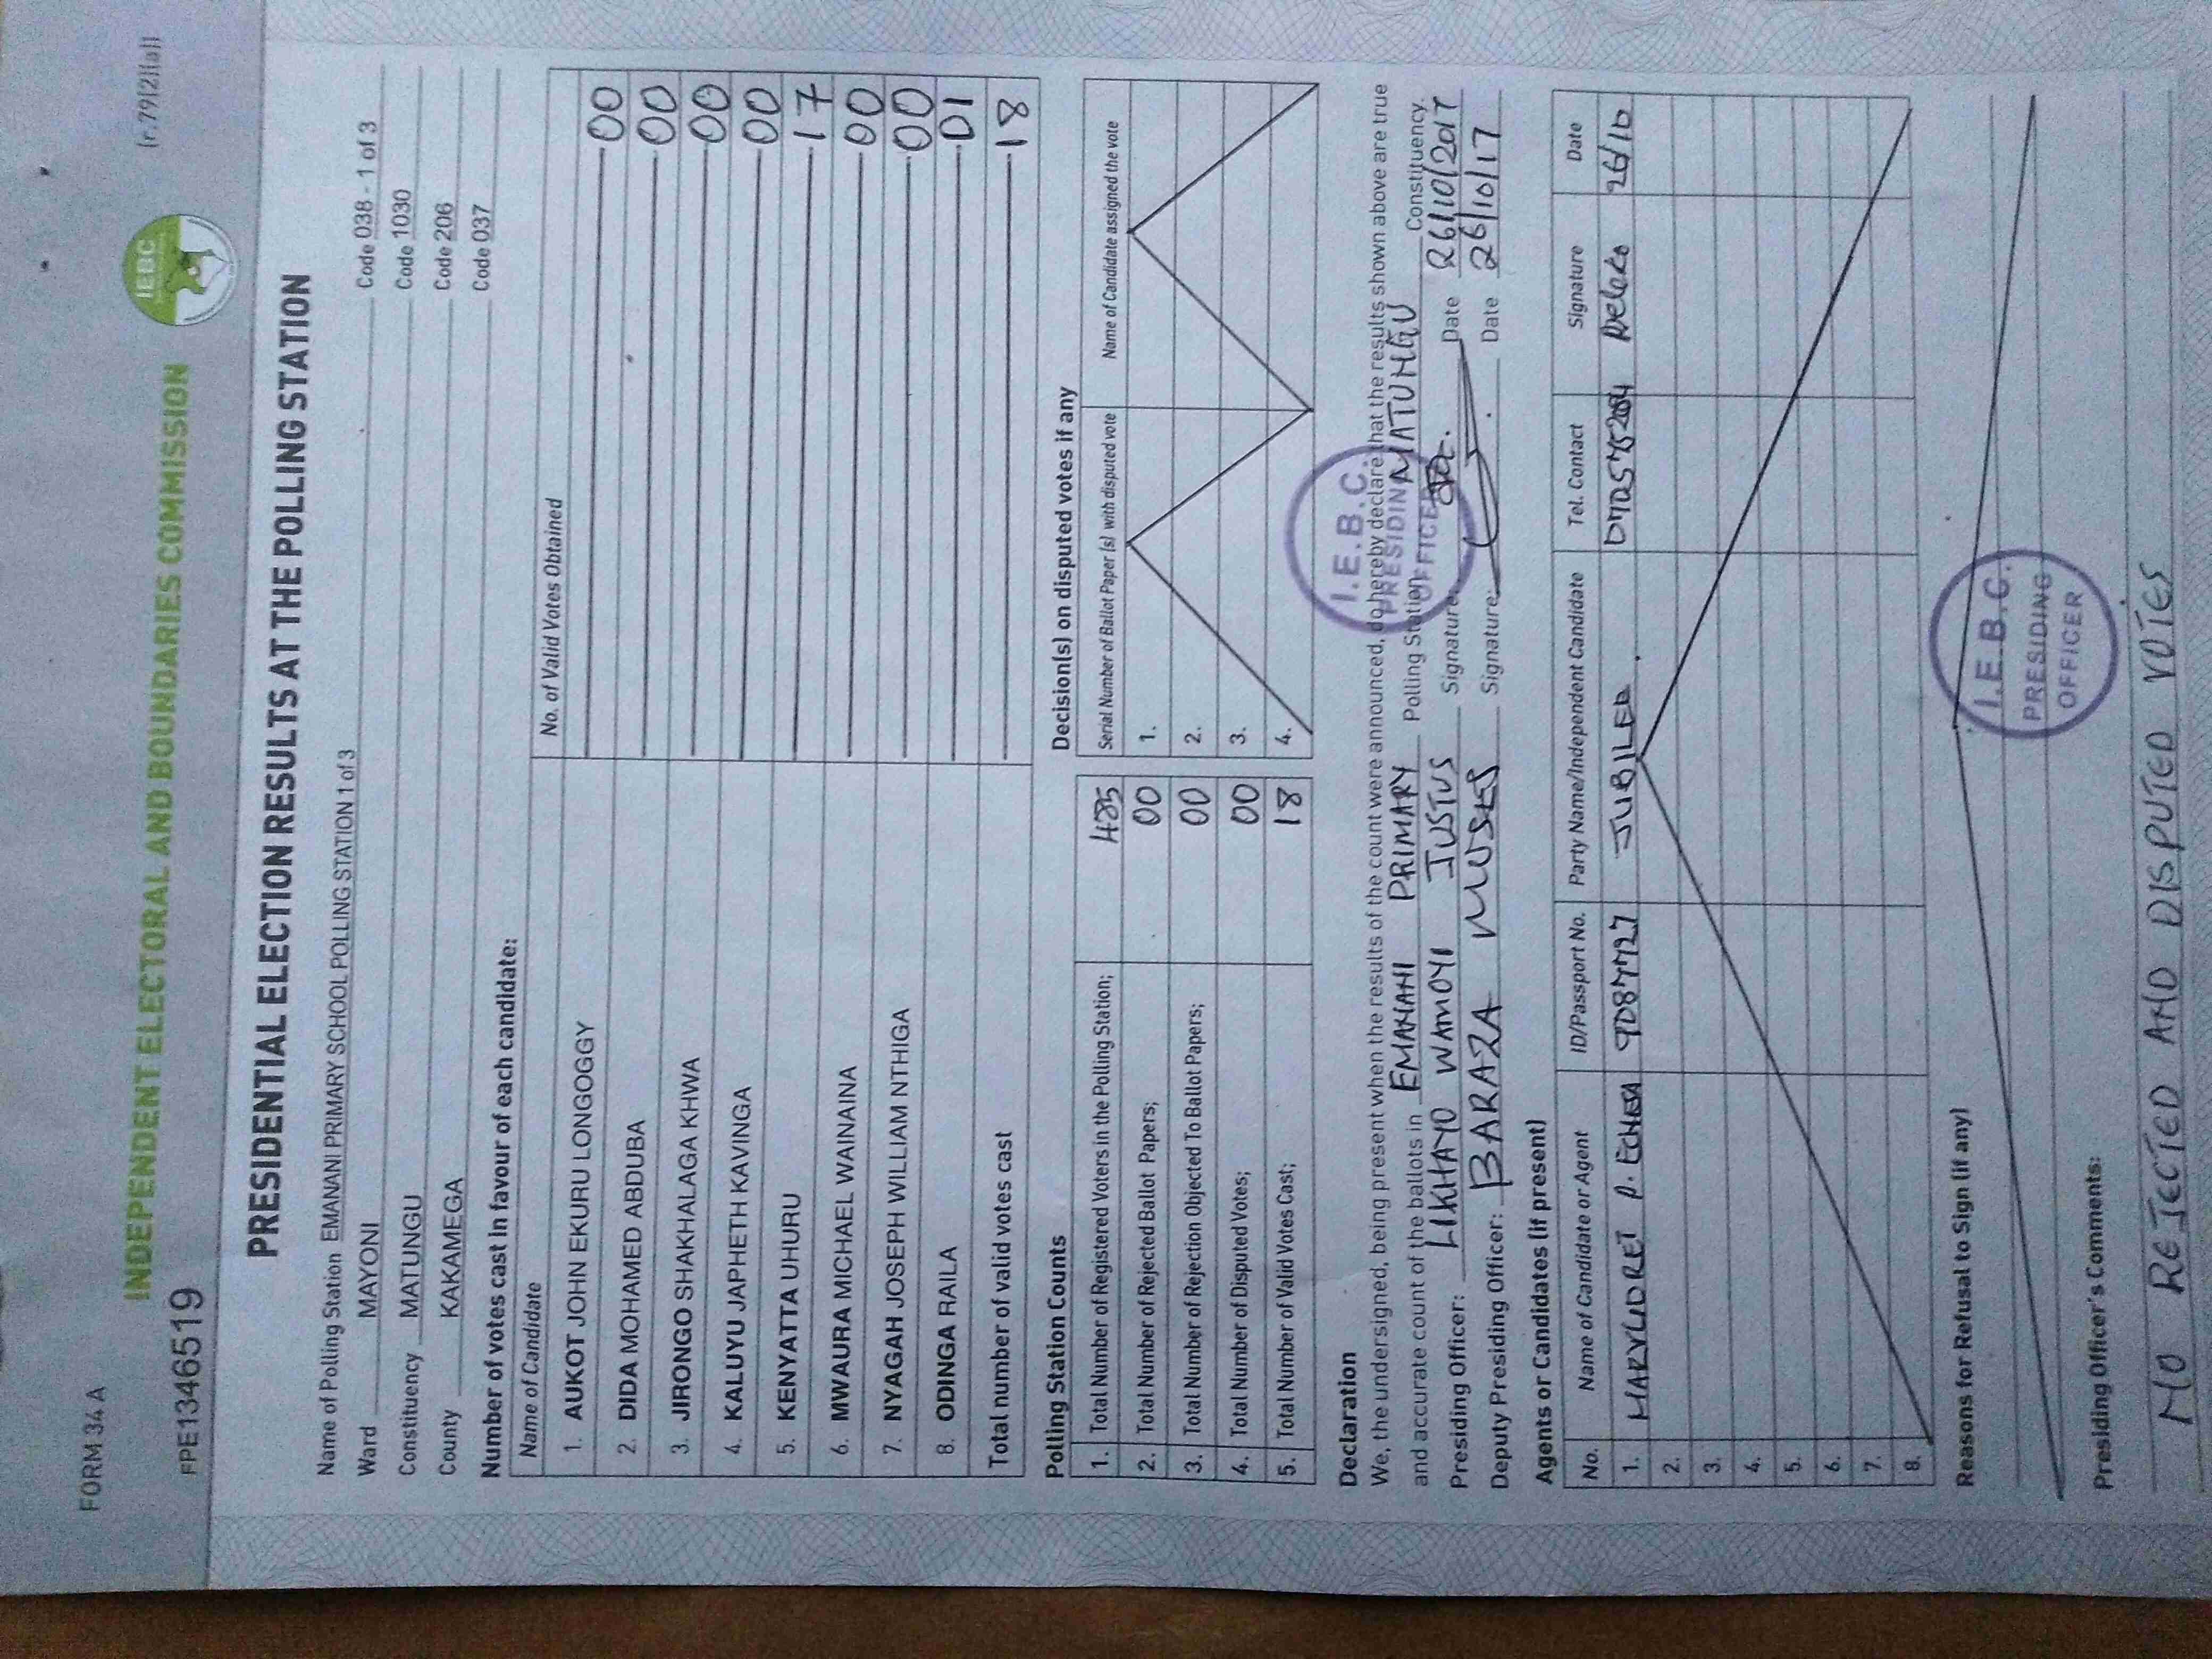 FORM 34 A
(r.79(2)(a))
INDEPENDENT ELECTORAL AND BOUNDARIES COMMISSION
IEBC
FPE1346519
PRESIDENTIAL ELECTION RESULTS AT THE POLLING STATION
Name of Polling Station EMANANI PRIMARY SCHOOL POLLING STATION 1 of 3 Code 038 - 1 of 3
Ward MAYONI Code 1030
Constituency MATUNGU Code 206
County KAKAMEGA Code 037
Number of votes cast in favour of each candidate:
Name of Candidate No. of Valid Votes Obtained
1. AUKOT JOHN EKURU LONGOGGY 00
2. DIDA MOHAMED ABDUBA 00
3. JIRONGO SHAKHALAGA KHWA 00
4. KALUYU JAPHETH KAVINGA 00
5. KENYATTA UHURU 17
6. MWAURA MICHAEL WAINAINA 00
7. NYAGAH JOSEPH WILLIAM NTHIGA 00
8. ODINGA RAILA 01
Total number of valid votes cast 18
Polling Station Counts
1. Total Number of Registered Voters in the Polling Station; 485
2. Total Number of Rejected Ballot Papers; 00
3. Total Number of Rejection Objected To Ballot Papers; 00
4. Total Number of Disputed Votes; 00
5. Total Number of Valid Votes Cast; 18
Decision(s) on disputed votes if any
Serial Number of Ballot Paper (s) with disputed vote Name of Candidate assigned the vote
1.
2.
3.
4.
Declaration
We, the undersigned, being present when the results of the count were announced, do hereby declare that the results shown above are true
and accurate count of the ballots in EMANANI PRIMARY Polling Station MATUNGU Constituency
Presiding Officer: LIKHAYO WAMOYI JUSTUS Signature: Date 26/10/2017
Deputy Presiding Officer: BARAZA MOSES Signature: Date 26/10/17
I.E.B.C. PRESIDING OFFICER
Agents or Candidates (if present)
No. Name of Candidate or Agent ID/Passport No. Party Name/Independent Candidate Tel. Contact Signature Date
1. P. ECHESA JUBILEE 26/10
2.
3.
4.
5.
6.
7.
8.
Reasons for Refusal to Sign (if any)
I.E.B.C. PRESIDING OFFICER
Presiding Officer's Comments:
NO REJECTED AND DISPUTED VOTES